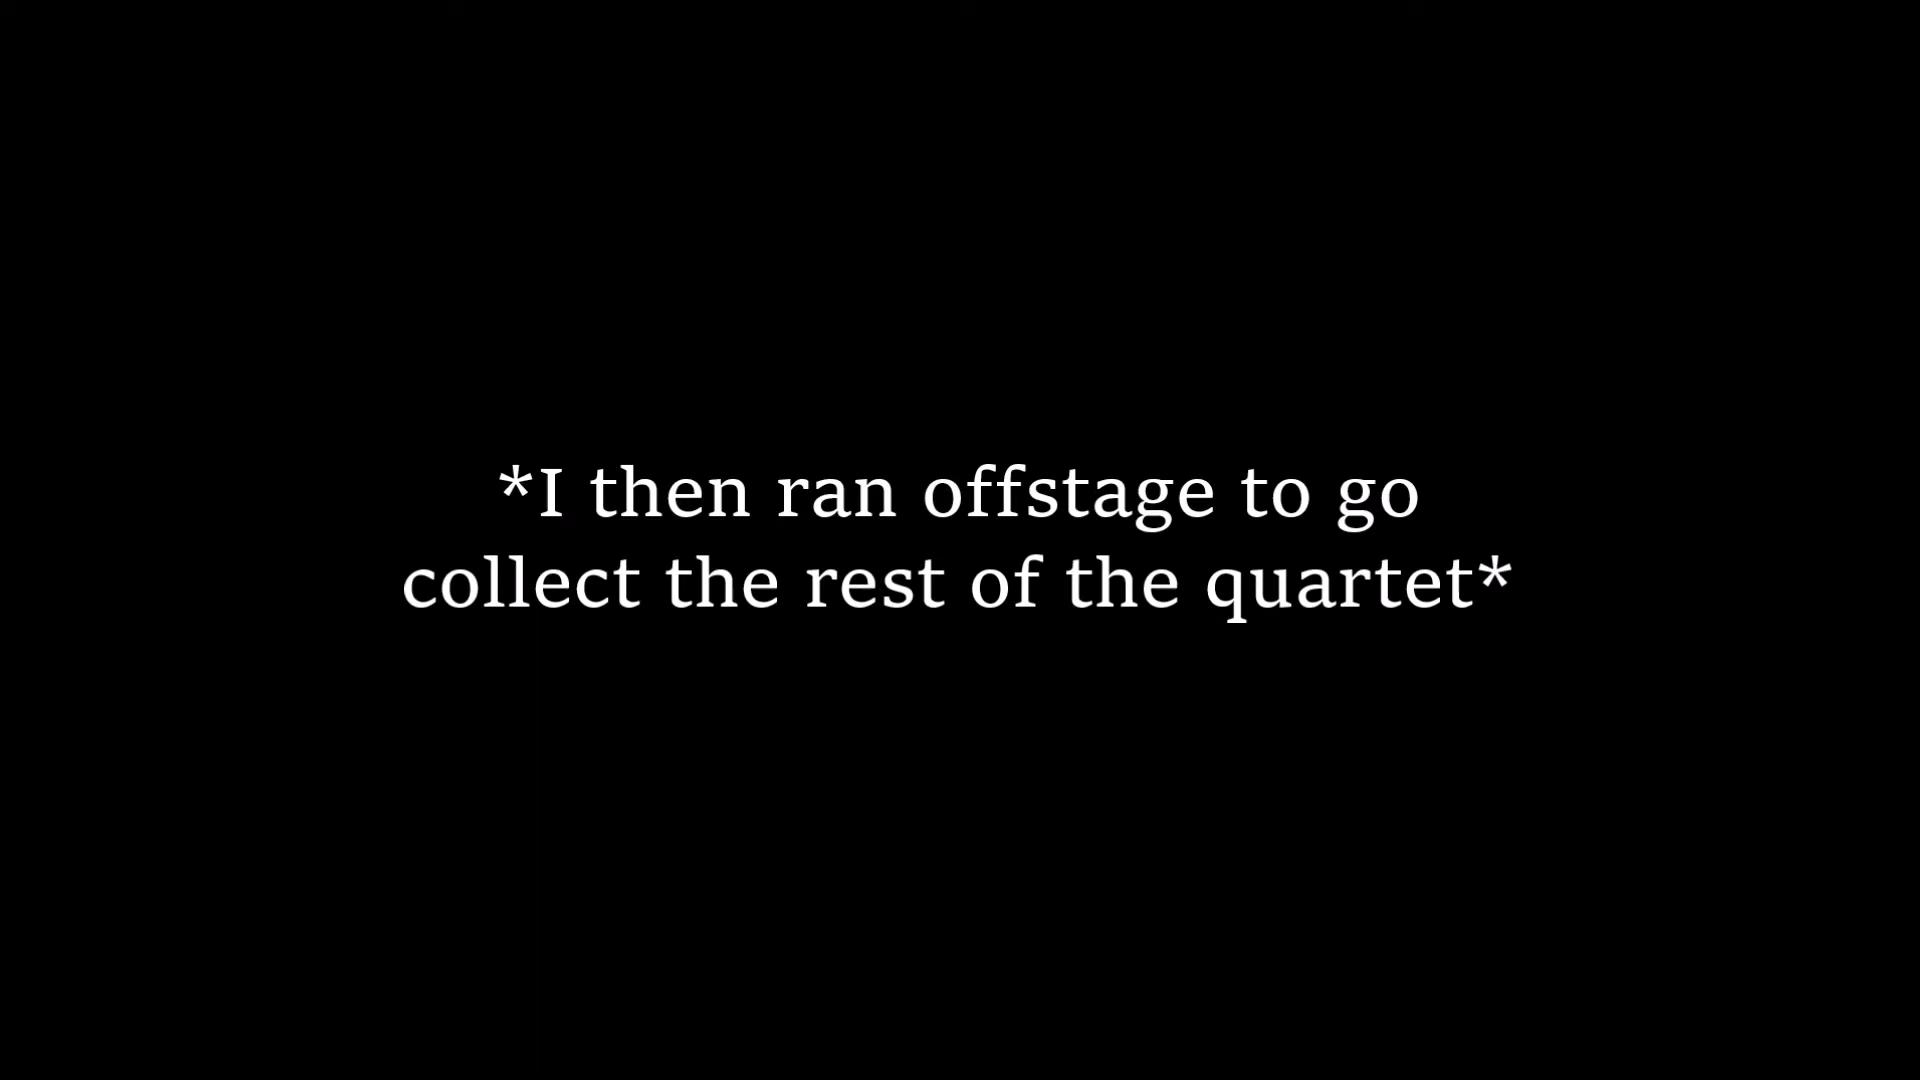 *I then ran offstage to go
collect the rest of the quartet*